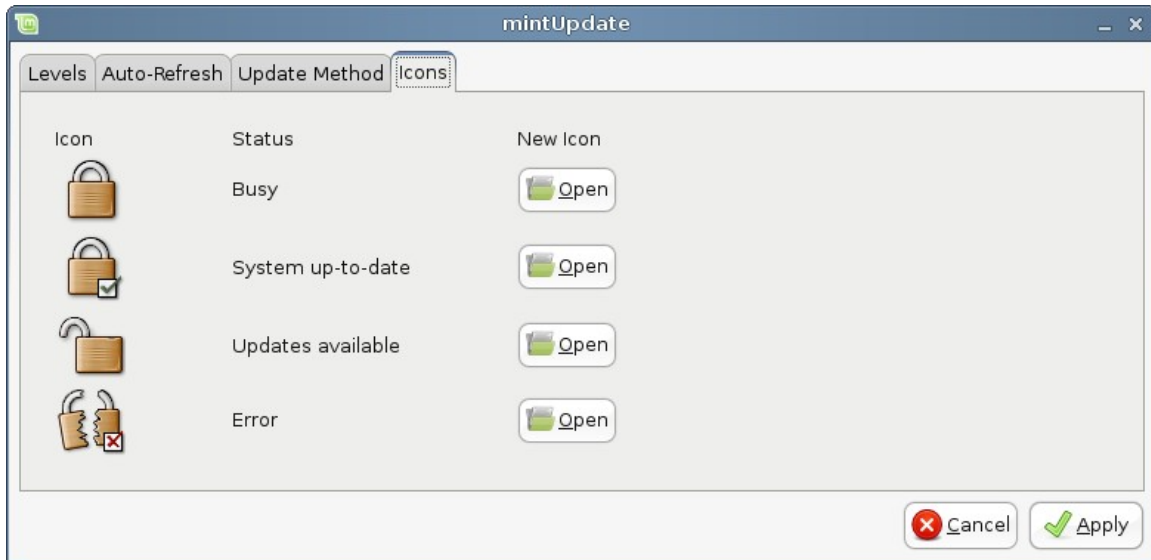 mintUpdate
Levels Auto-Refresh Update Method Icons
Icon Status New Icon
Busy Open
System up-to-date Open
Updates available Open
Error Open
Cancel Apply